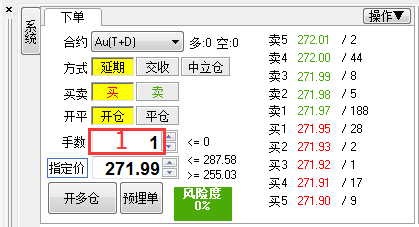 系统
下单
操作▼
合约 Au(T+D) 多:0 空:0
方式 延期 交收 中立仓
买卖 买 卖
开平 开仓 平仓
手数 1 1 <= 0
指定价 271.99 <= 287.58
>= 255.03
开多仓 预埋单 风险度
0%
卖5 272.01 / 2
卖4 272.00 / 44
卖3 271.99 / 8
卖2 271.98 / 5
卖1 271.97 / 188
买1 271.95 / 28
买2 271.93 / 2
买3 271.92 / 1
买4 271.91 / 17
买5 271.90 / 9